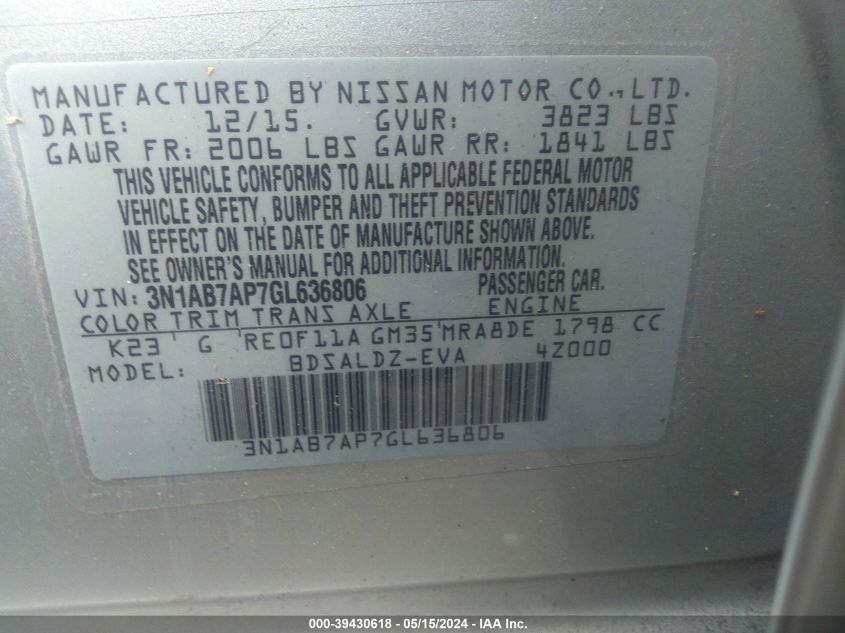 MANUFACTURED BY NISSAN MOTOR CO.,LTD.
DATE: 12/15. GVWR: 3823 LBS
GAWR FR: 2006 LBS GAWR RR: 1841 LBS
THIS VEHICLE CONFORMS TO ALL APPLICABLE FEDERAL MOTOR
VEHICLE SAFETY, BUMPER AND THEFT PREVENTION STANDARDS
IN EFFECT ON THE DATE OF MANUFACTURE SHOWN ABOVE.
SEE OWNER'S MANUAL FOR ADDITIONAL INFORMATION.
VIN: 3N1AB7AP7GL636806 PASSENGER CAR.
COLOR TRIM TRANS AXLE ENGINE
K23 G RE0F11A GM35 MRA8DE 1798 CC
MODEL: BDSALDZ-EVA 4Z000
3N1AB7AP7GL636806
000-39430618 - 05/15/2024 - IAA Inc.